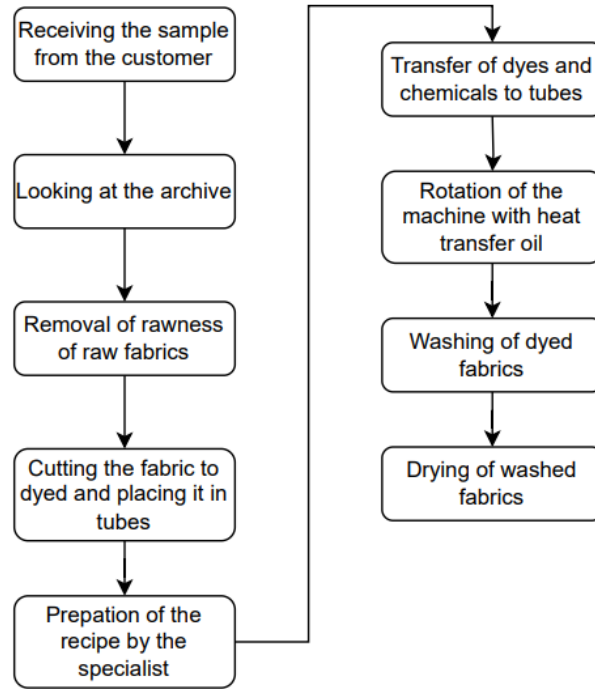 Receiving the sample
from the customer
Looking at the archive
Removal of rawness
of raw fabrics
Cutting the fabric to
dyed and placing it in
tubes
Prepation of the
recipe by the
specialist
Transfer of dyes and
chemicals to tubes
Rotation of the
machine with heat
transfer oil
Washing of dyed
fabrics
Drying of washed
fabrics